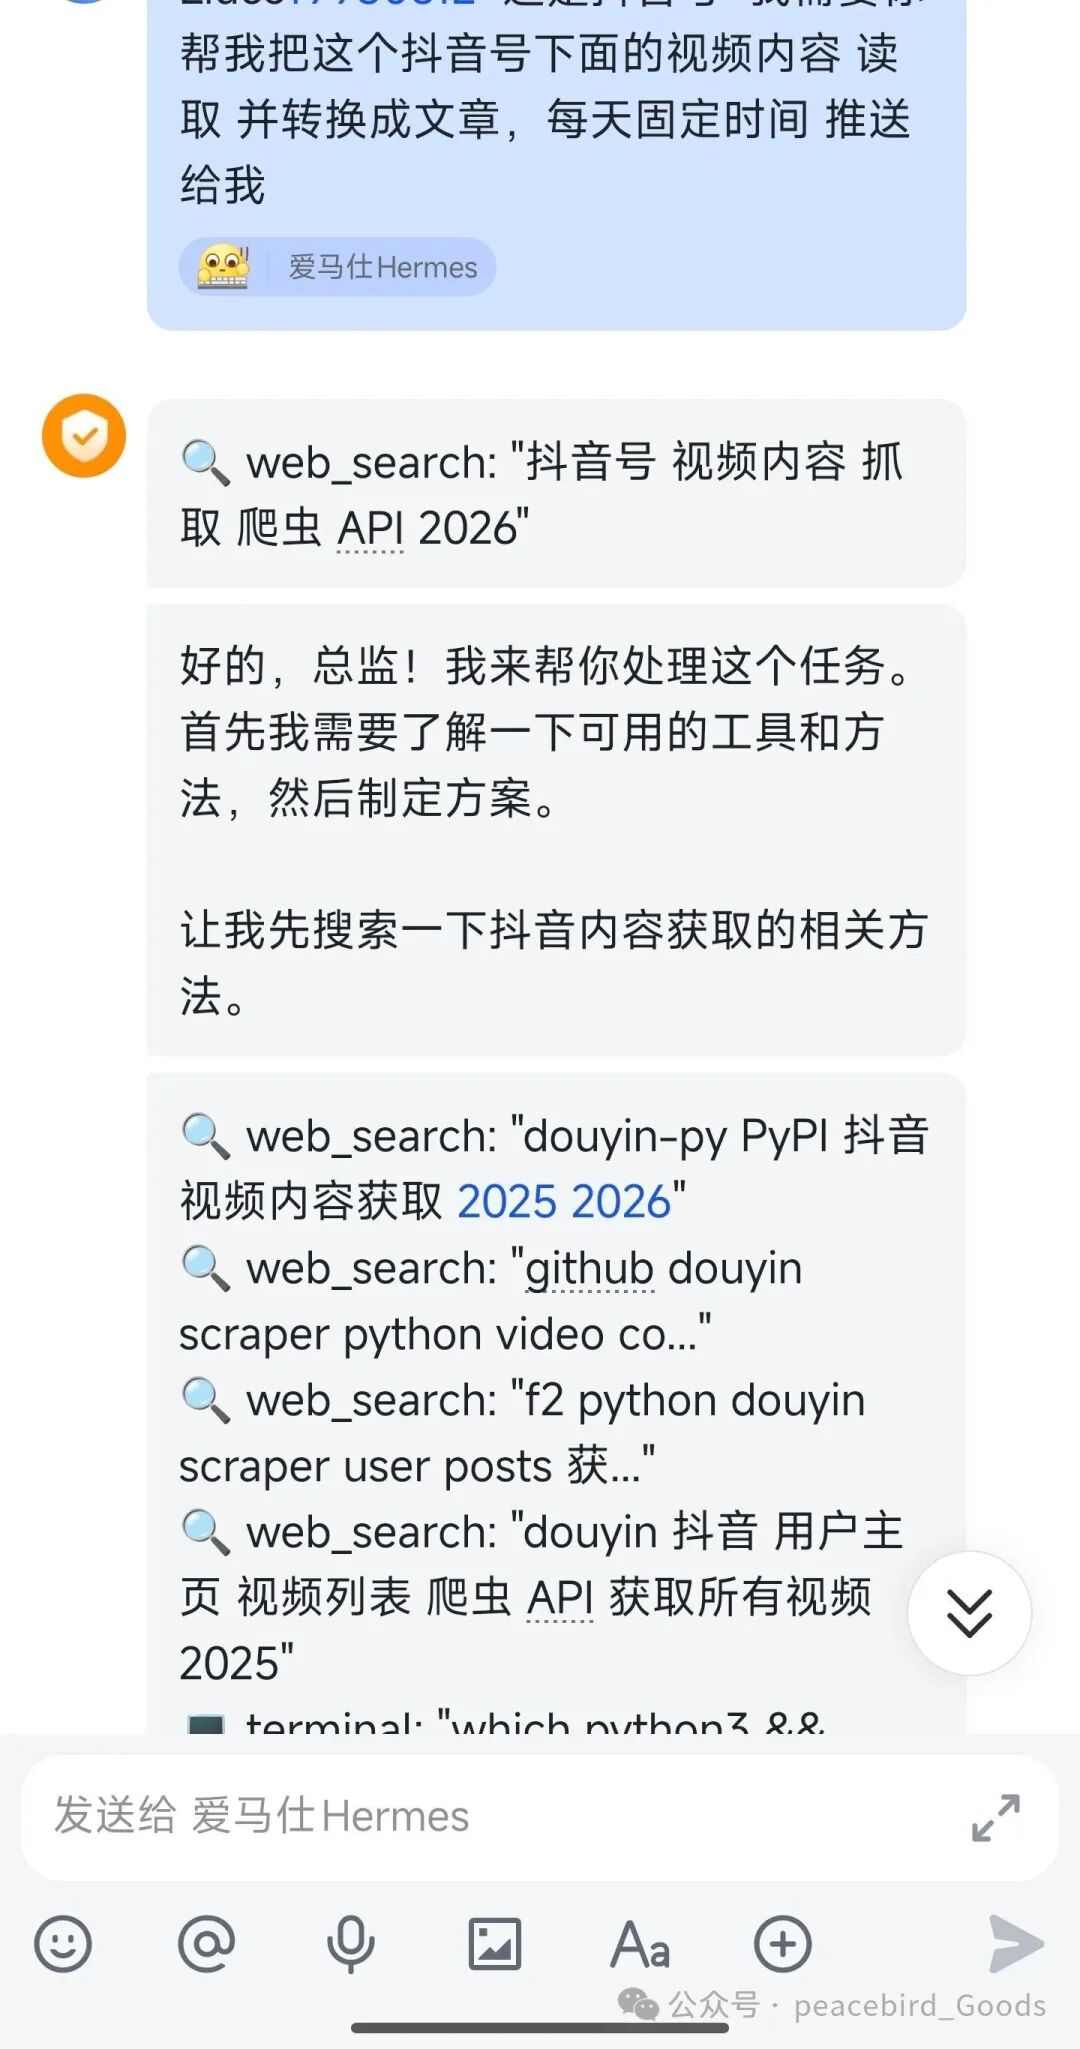 帮我把这个抖音号下面的视频内容 读
取 并转换成文章，每天固定时间 推送
给我
爱马仕Hermes
web_search: "抖音号 视频内容 抓
取 爬虫 API 2026"
好的，总监！我来帮你处理这个任务。
首先我需要了解一下可用的工具和方
法，然后制定方案。
让我先搜索一下抖音内容获取的相关方
法。
web_search: "douyin-py PyPI 抖音
视频内容获取 2025 2026"
web_search: "github douyin
scraper python video co..."
web_search: "f2 python douyin
scraper user posts 获..."
web_search: "douyin 抖音 用户主
页 视频列表 爬虫 API 获取所有视频
2025"
terminal: "which python3 &&
发送给 爱马仕Hermes
Aa
公众号 · peacebird_Goods